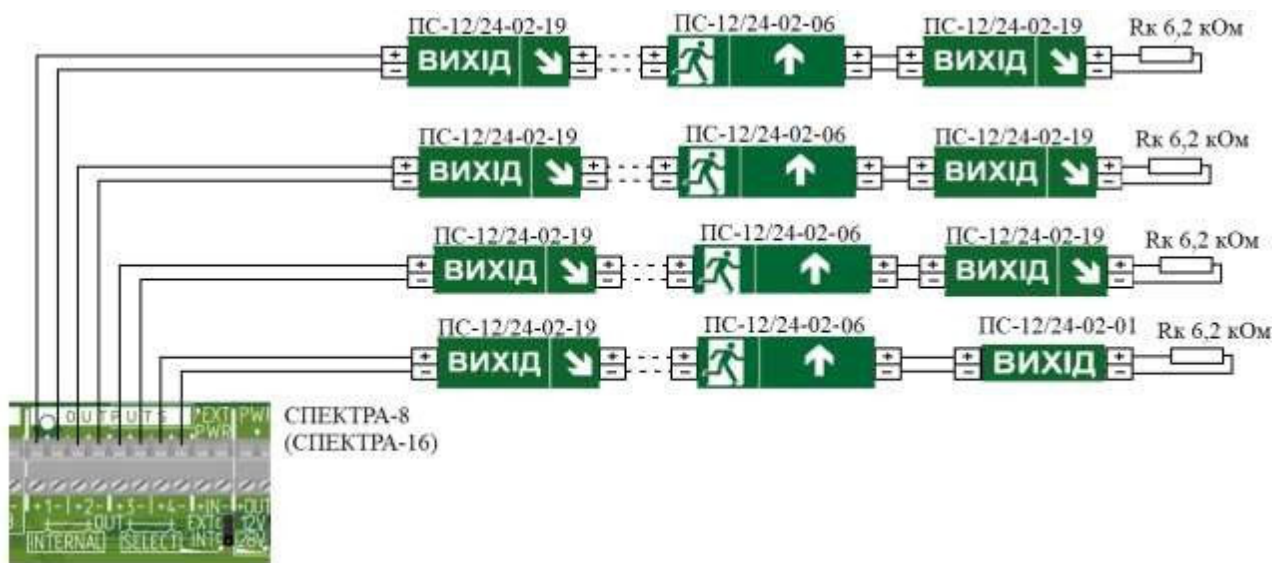 ПС-12/24-02-19 ПС-12/24-02-06 ПС-12/24-02-19 Rк 6,2 кОм
+ + + + + +
ВИХІД ВИХІД
- - - - - -
ПС-12/24-02-19 ПС-12/24-02-06 ПС-12/24-02-19 Rк 6,2 кОм
+ + + + + +
ВИХІД ВИХІД
- - - - - -
ПС-12/24-02-19 ПС-12/24-02-06 ПС-12/24-02-19 Rк 6,2 кОм
+ + + + + +
ВИХІД ВИХІД
- - - - - -
ПС-12/24-02-19 ПС-12/24-02-06 ПС-12/24-02-01 Rк 6,2 кОм
+ + + + + +
ВИХІД ВИХІД
- - - - - -
OUTPUTS EXT
PWR
СПЕКТРА-8
(СПЕКТРА-16)
+1- +2- +3- +4- +IN- +OUT
OUT EXT 12V
INTERNAL SELECT INT 28V